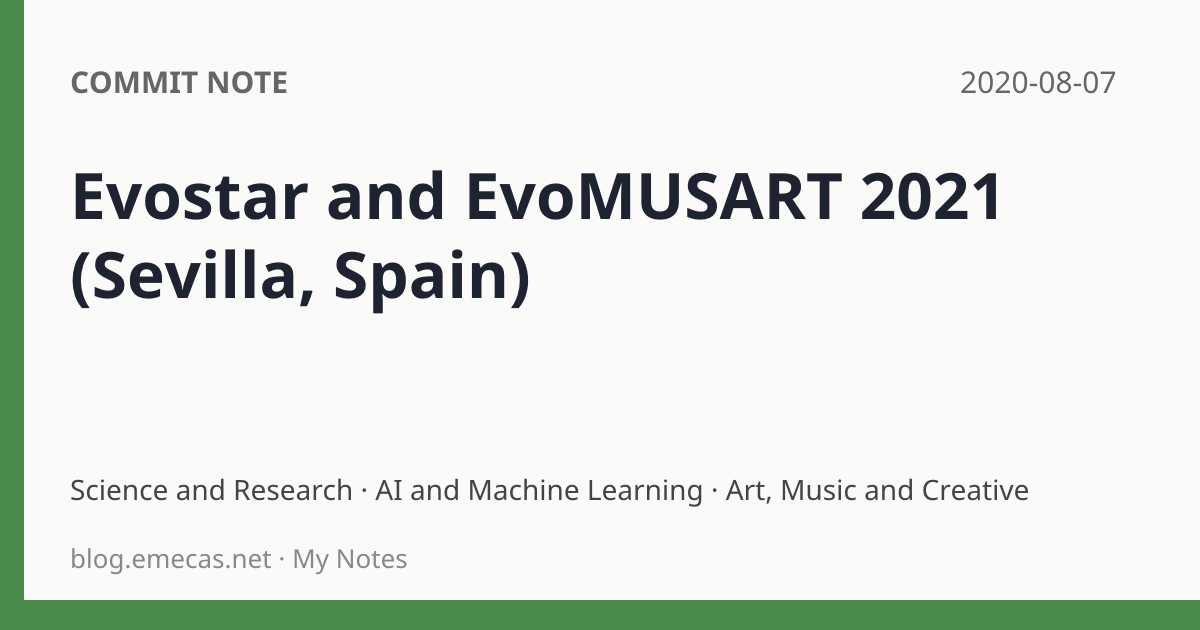 COMMIT NOTE
2020-08-07
Evostar and EvoMUSART 2021
(Sevilla, Spain)
Science and Research · AI and Machine Learning · Art, Music and Creative
blog.emecas.net · My Notes